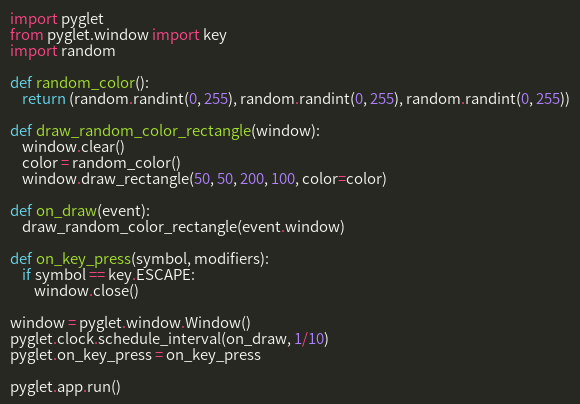 import pyglet
from pyglet.window import key
import random

def random_color():
    return (random.randint(0, 255), random.randint(0, 255), random.randint(0, 255))

def draw_random_color_rectangle(window):
    window.clear()
    color = random_color()
    window.draw_rectangle(50, 50, 200, 100, color=color)

def on_draw(event):
    draw_random_color_rectangle(event.window)

def on_key_press(symbol, modifiers):
    if symbol == key.ESCAPE:
        window.close()

window = pyglet.window.Window()
pyglet.clock.schedule_interval(on_draw, 1/10)
pyglet.on_key_press = on_key_press

pyglet.app.run()